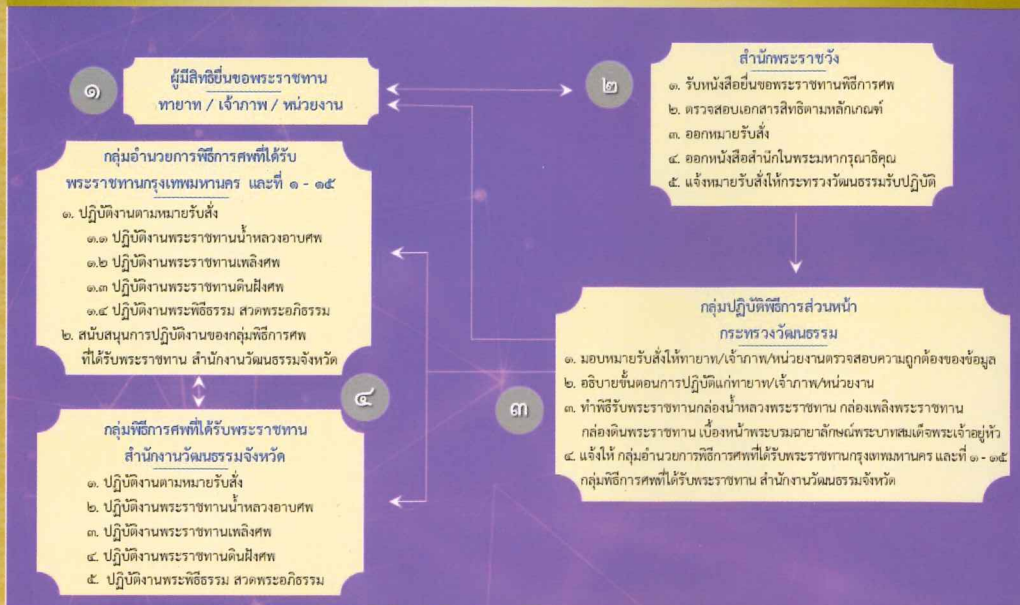 ๑
ผู้มีสิทธิยื่นขอพระราชทาน
ทายาท / เจ้าภาพ / หน่วยงาน
๒
สำนักพระราชวัง
๑. รับหนังสือยื่นขอพระราชทานพิธีการศพ
๒. ตรวจสอบเอกสารสิทธิตามหลักเกณฑ์
๓. ออกหมายรับสั่ง
๔. ออกหนังสือสำนึกในพระมหากรุณาธิคุณ
๕. แจ้งหมายรับสั่งให้กระทรวงวัฒนธรรมรับปฏิบัติ
๓
กลุ่มปฏิบัติพิธีการส่วนหน้า
กระทรวงวัฒนธรรม
๑. มอบหมายรับสั่งให้ทายาท/เจ้าภาพ/หน่วยงานตรวจสอบความถูกต้องของข้อมูล
๒. อธิบายขั้นตอนการปฏิบัติแก่ทายาท/เจ้าภาพ/หน่วยงาน
๓. ทำพิธีรับพระราชทานกล่องน้ำหลวงพระราชทาน กล่องเพลิงพระราชทาน
กล่องดินพระราชทาน เบื้องหน้าพระบรมฉายาลักษณ์พระบาทสมเด็จพระเจ้าอยู่หัว
๔. แจ้งให้ กลุ่มอำนวยการพิธีการศพที่ได้รับพระราชทานกรุงเทพมหานคร และที่ ๑ - ๑๕
กลุ่มพิธีการศพที่ได้รับพระราชทาน สำนักงานวัฒนธรรมจังหวัด
๔
กลุ่มอำนวยการพิธีการศพที่ได้รับ
พระราชทานกรุงเทพมหานคร และที่ ๑ - ๑๕
๑. ปฏิบัติงานตามหมายรับสั่ง
๑.๑ ปฏิบัติงานพระราชทานน้ำหลวงอาบศพ
๑.๒ ปฏิบัติงานพระราชทานเพลิงศพ
๑.๓ ปฏิบัติงานพระราชทานดินฝังศพ
๑.๔ ปฏิบัติงานพระพิธีธรรม สวดพระอภิธรรม
๒. สนับสนุนการปฏิบัติงานของกลุ่มพิธีการศพ
ที่ได้รับพระราชทาน สำนักงานวัฒนธรรมจังหวัด
กลุ่มพิธีการศพที่ได้รับพระราชทาน
สำนักงานวัฒนธรรมจังหวัด
๑. ปฏิบัติงานตามหมายรับสั่ง
๒. ปฏิบัติงานพระราชทานน้ำหลวงอาบศพ
๓. ปฏิบัติงานพระราชทานเพลิงศพ
๔. ปฏิบัติงานพระราชทานดินฝังศพ
๕. ปฏิบัติงานพระพิธีธรรม สวดพระอภิธรรม